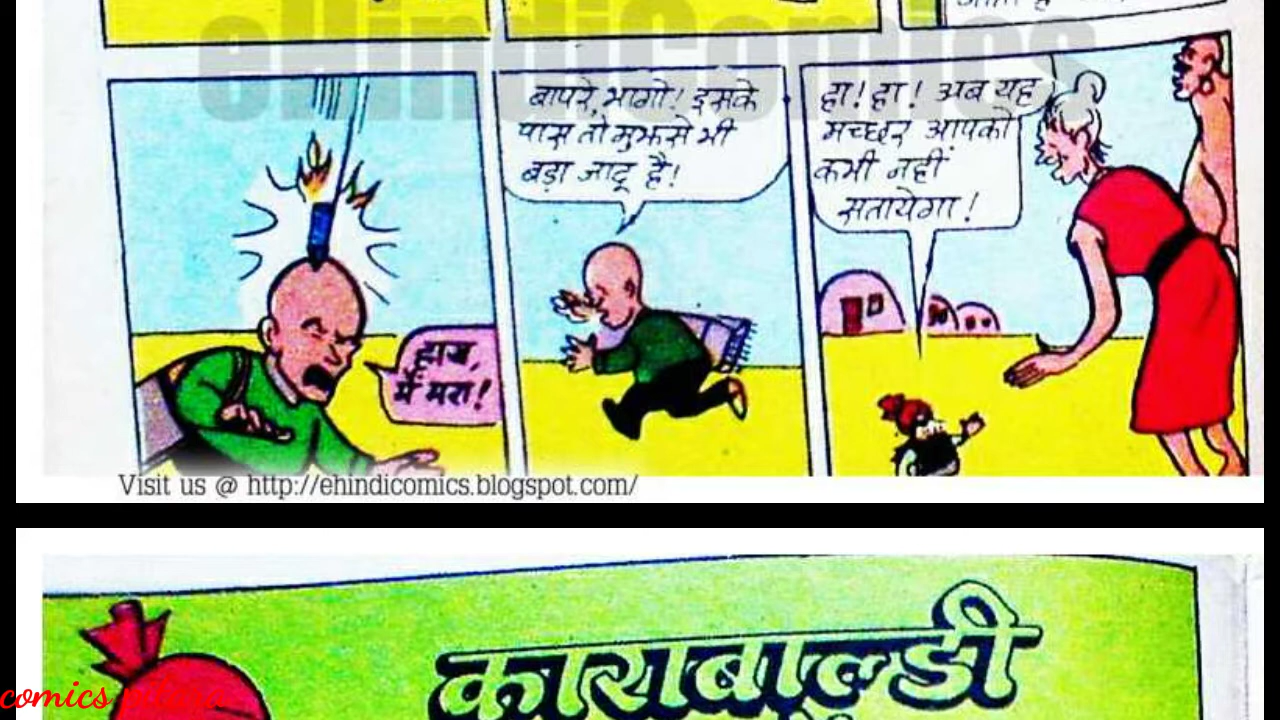 eHindiComics
हाय,
मैं मरा!
बापरे, भागो! इसके
पास तो मुझसे भी
बड़ा जादू है!
हा! हा! अब यह
मच्छर आपको
कभी नहीं
सतायेगा!
Visit us @ http://ehindicomics.blogspot.com/
काराबाल्डी
comics